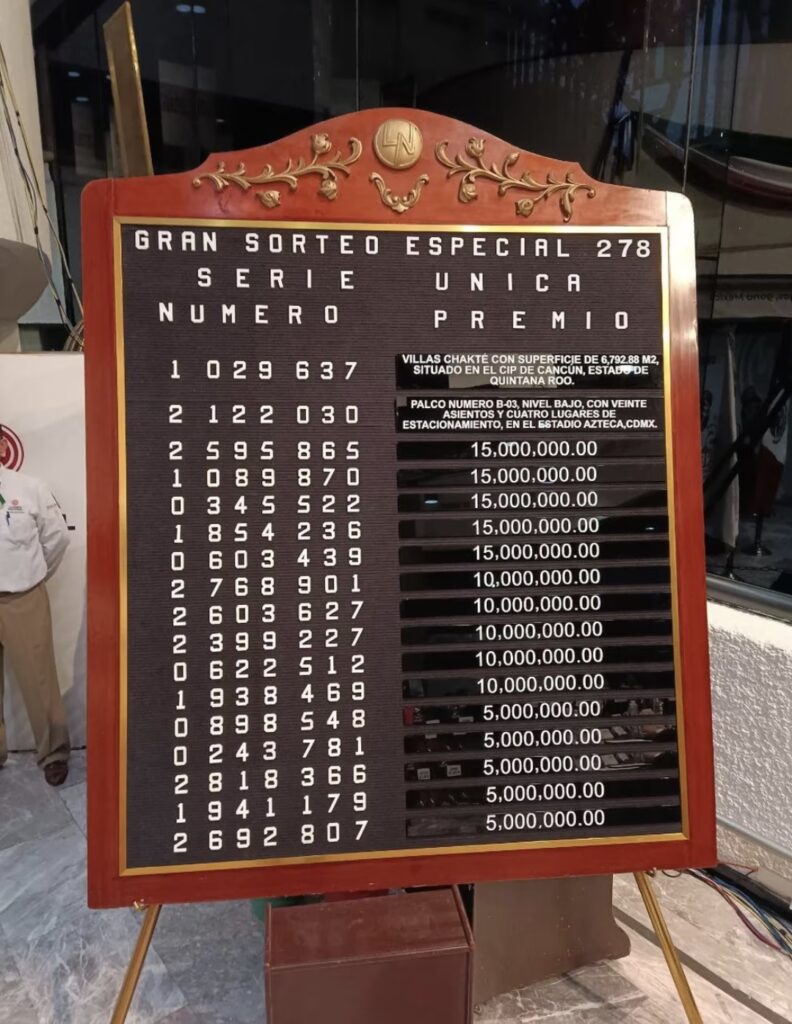 LN
GRAN SORTEO ESPECIAL 278
SERIE UNICA
NUMERO PREMIO
1 029 637 VILLAS CHAKTÉ CON SUPERFICIE DE 6,792.88 M2,
SITUADO EN EL CIP DE CANCÚN, ESTADO DE
QUINTANA ROO.
2 122 030 PALCO NUMERO B-03, NIVEL BAJO, CON VEINTE
ASIENTOS Y CUATRO LUGARES DE
ESTACIONAMIENTO, EN EL ESTADIO AZTECA,CDMX.
2 595 865 15,000,000.00
1 089 870 15,000,000.00
0 345 522 15,000,000.00
1 854 236 15,000,000.00
0 603 439 15,000,000.00
2 768 901 10,000,000.00
2 603 627 10,000,000.00
2 399 227 10,000,000.00
0 622 512 10,000,000.00
1 938 469 10,000,000.00
0 898 548 5,000,000.00
0 243 781 5,000,000.00
2 818 366 5,000,000.00
1 941 179 5,000,000.00
2 692 807 5,000,000.00